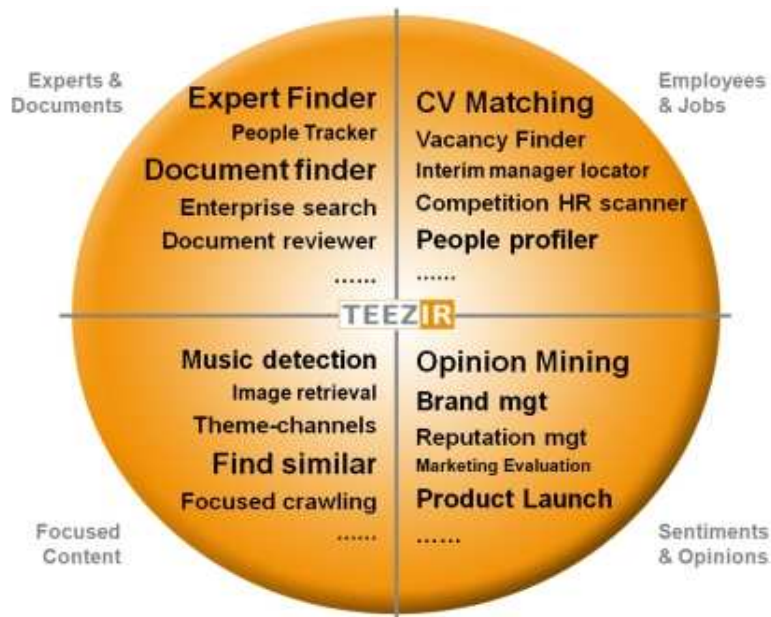 Experts &
Documents
Expert Finder
People Tracker
Document finder
Enterprise search
Document reviewer
......
Employees
& Jobs
CV Matching
Vacancy Finder
Interim manager locator
Competition HR scanner
People profiler
......
TEEZIR
Music detection
Image retrieval
Theme-channels
Find similar
Focused crawling
......
Focused
Content
Opinion Mining
Brand mgt
Reputation mgt
Marketing Evaluation
Product Launch
......
Sentiments
& Opinions